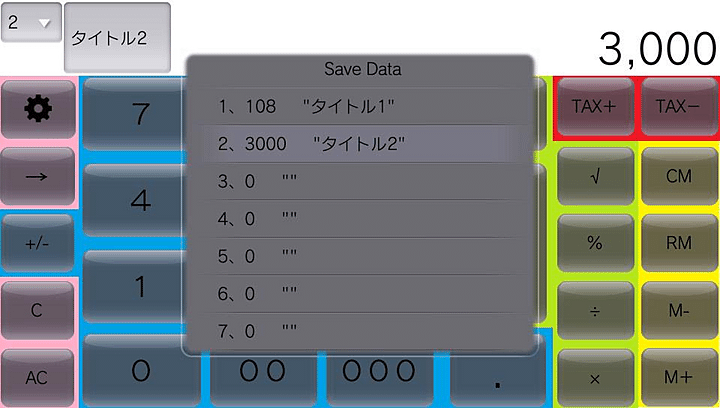 2
タイトル2
3,000
Save Data
1、108 "タイトル1"
2、3000 "タイトル2"
3、0 ""
4、0 ""
5、0 ""
6、0 ""
7、0 ""
7
TAX+ TAX−
→
4
√ CM
+/-
% RM
C
1
÷ M-
AC
0 00 000 .
× M+